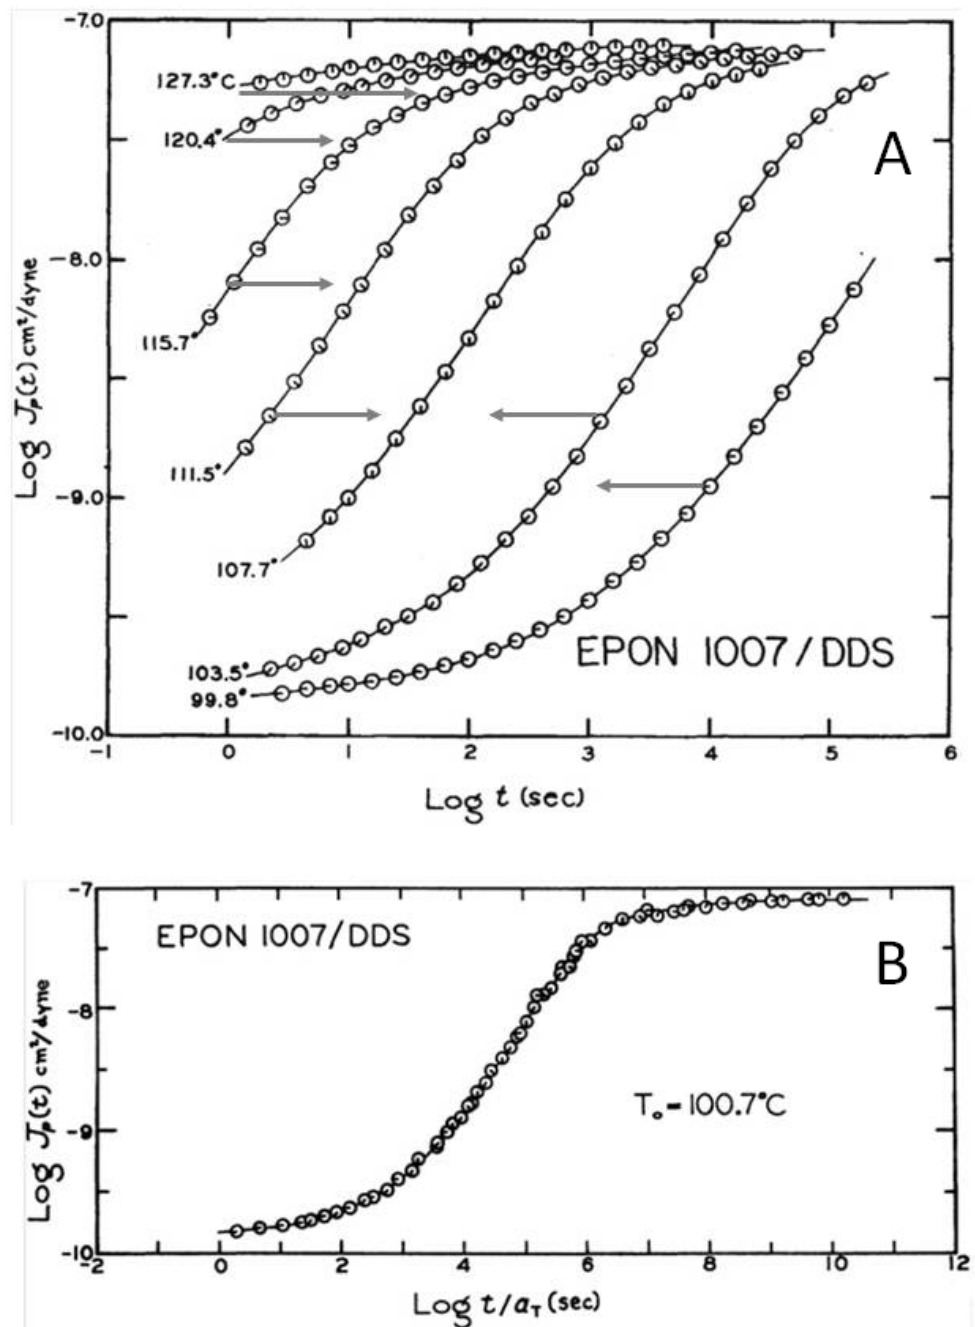 -7.0
127.3°C
120.4°
A
-8.0
115.7°
111.5°
-9.0
107.7°
EPON 1007/DDS
103.5°
99.8°
-10.0
-1 0 1 2 3 4 5 6
Log t (sec)
Log Jp(t) cm²/dyne
-7
EPON 1007/DDS
B
-8
T₀=100.7°C
-9
-10
-2 0 2 4 6 8 10 12
Log t/aT (sec)
Log Jp(t) cm²/dyne